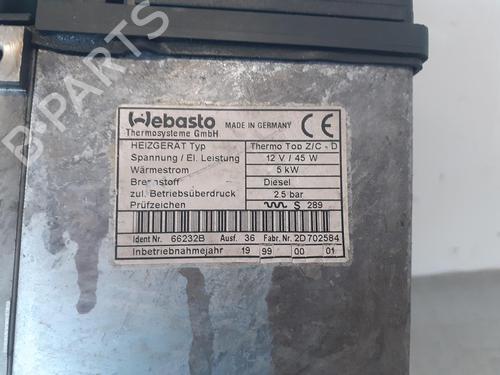 B-PARTS
Webasto
Thermosysteme GmbH
MADE IN GERMANY
CE
HEIZGERÄT Typ Thermo Top Z/C - D
Spannung / El. Leistung 12 V / 45 W
Wärmestrom 5 kW
Brennstoff Diesel
zul. Betriebsüberdruck 2.5 bar
Prüfzeichen S 289
Ident Nr. 66232B Ausf. 36 Fabr. Nr. 2D702584
Inbetriebnahmejahr 19 99 00 01